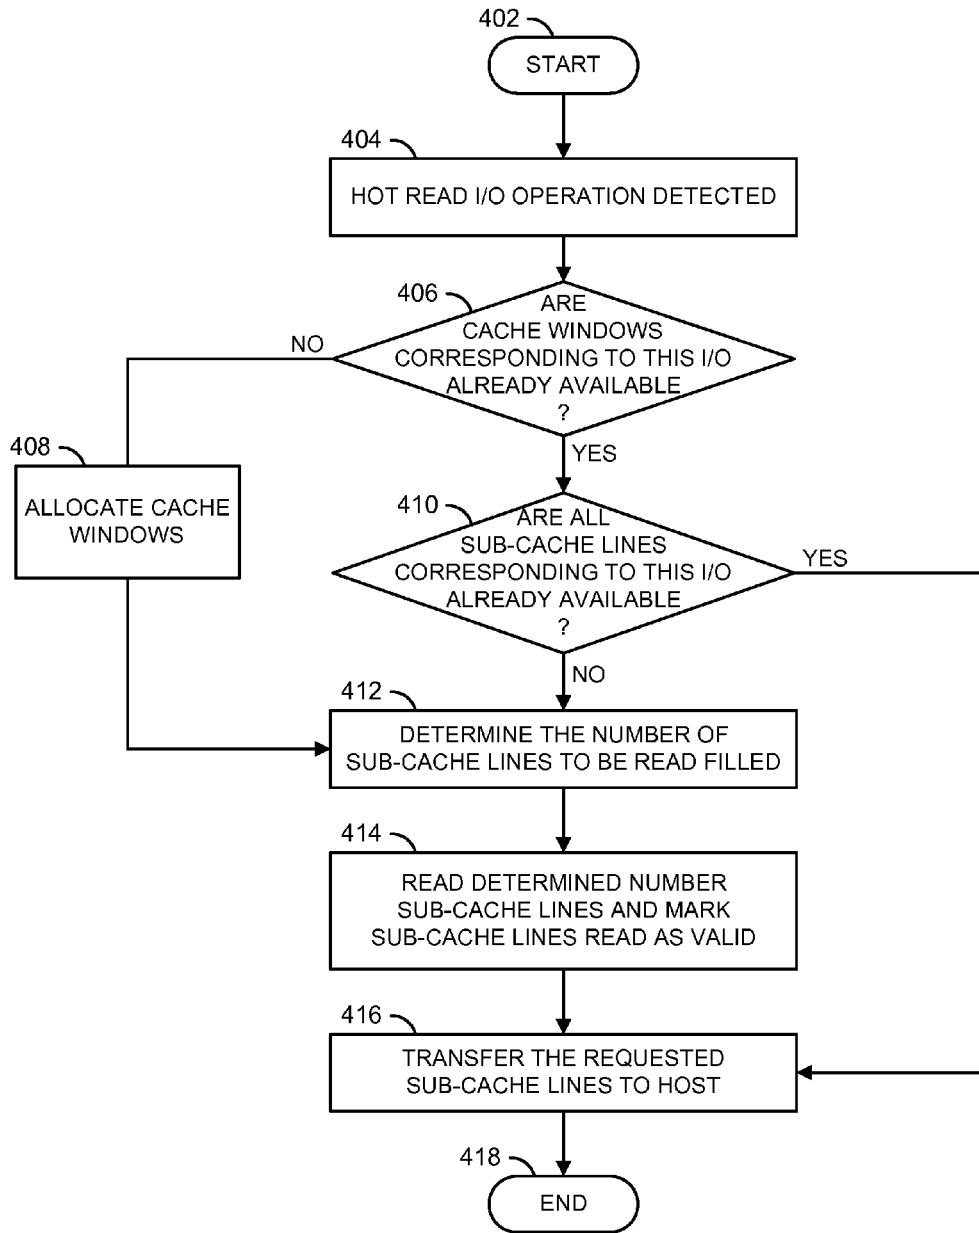 402
START
404
HOT READ I/O OPERATION DETECTED
406
ARE
CACHE WINDOWS
CORRESPONDING TO THIS I/O
ALREADY AVAILABLE
?
NO
YES
408
ALLOCATE CACHE
WINDOWS
410
ARE ALL
SUB-CACHE LINES
CORRESPONDING TO THIS I/O
ALREADY AVAILABLE
?
YES
NO
412
DETERMINE THE NUMBER OF
SUB-CACHE LINES TO BE READ FILLED
414
READ DETERMINED NUMBER
SUB-CACHE LINES AND MARK
SUB-CACHE LINES READ AS VALID
416
TRANSFER THE REQUESTED
SUB-CACHE LINES TO HOST
418
END